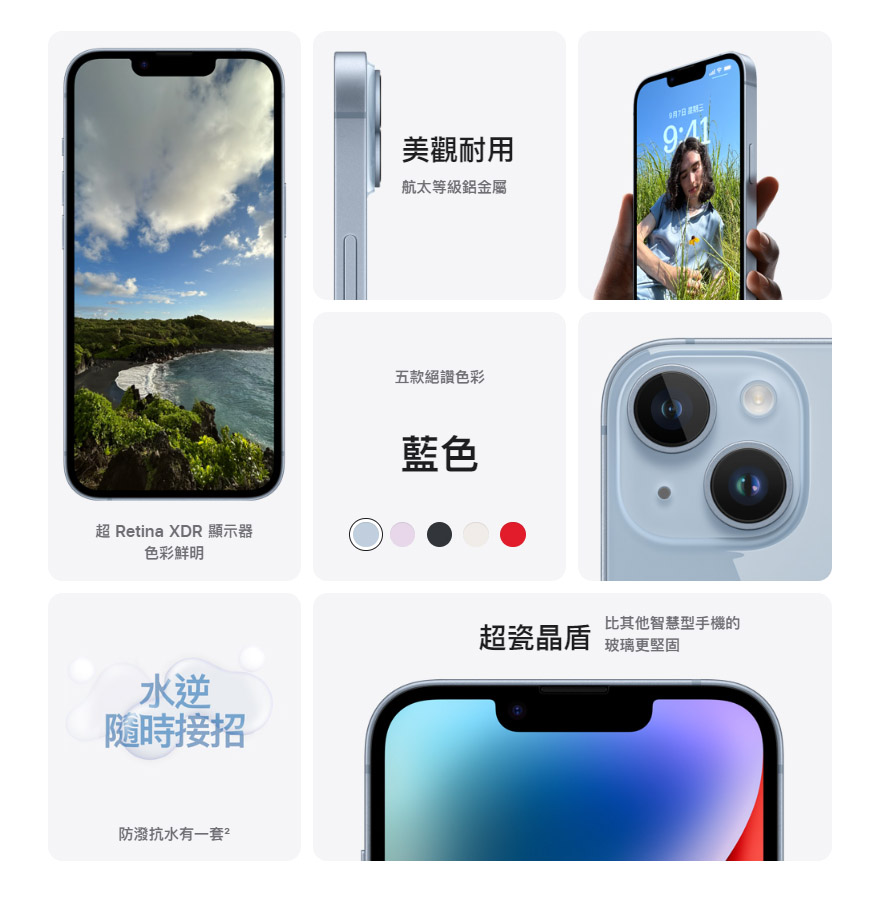 美觀耐用
航太等級鋁金屬
9月7日 星期三
9:41
超 Retina XDR 顯示器
色彩鮮明
五款絕讚色彩
藍色
水逆
隨時接招
防潑抗水有一套²
超瓷晶盾
比其他智慧型手機的
玻璃更堅固